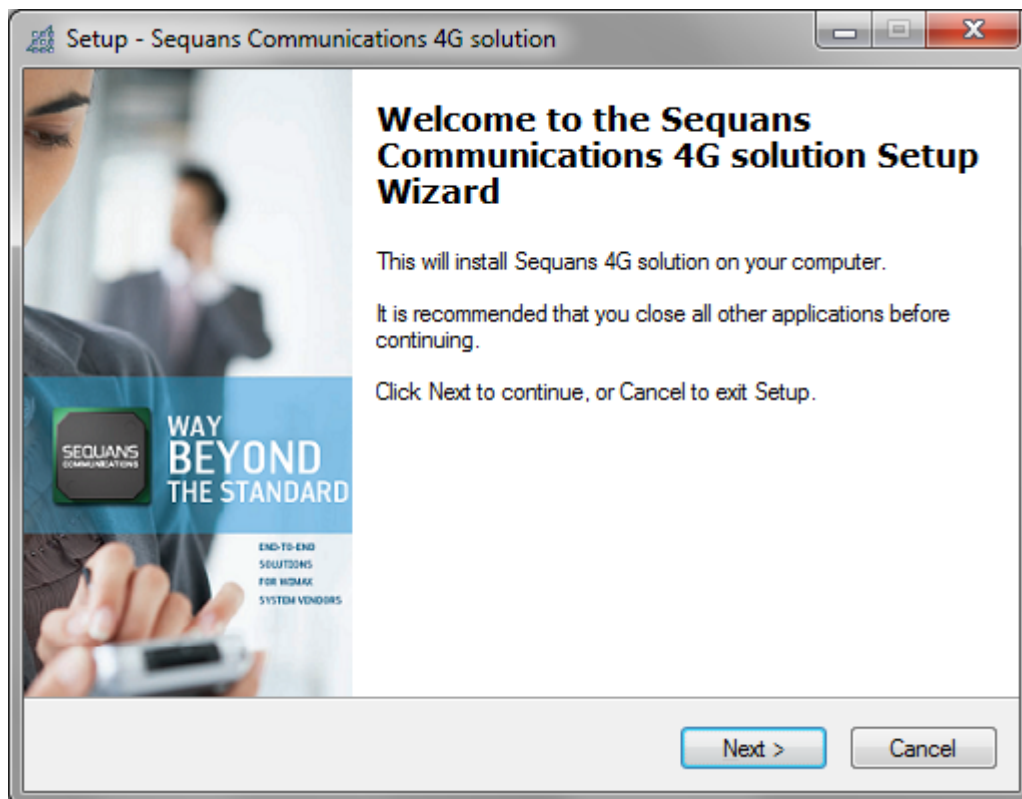 Setup - Sequans Communications 4G solution
Welcome to the Sequans
Communications 4G solution Setup
Wizard
This will install Sequans 4G solution on your computer.
It is recommended that you close all other applications before
continuing.
Click Next to continue, or Cancel to exit Setup.
SEQUANS
COMMUNICATIONS
WAY
BEYOND
THE STANDARD
END-TO-END
SOLUTIONS
FOR WIMAX
SYSTEM VENDORS
Next >
Cancel